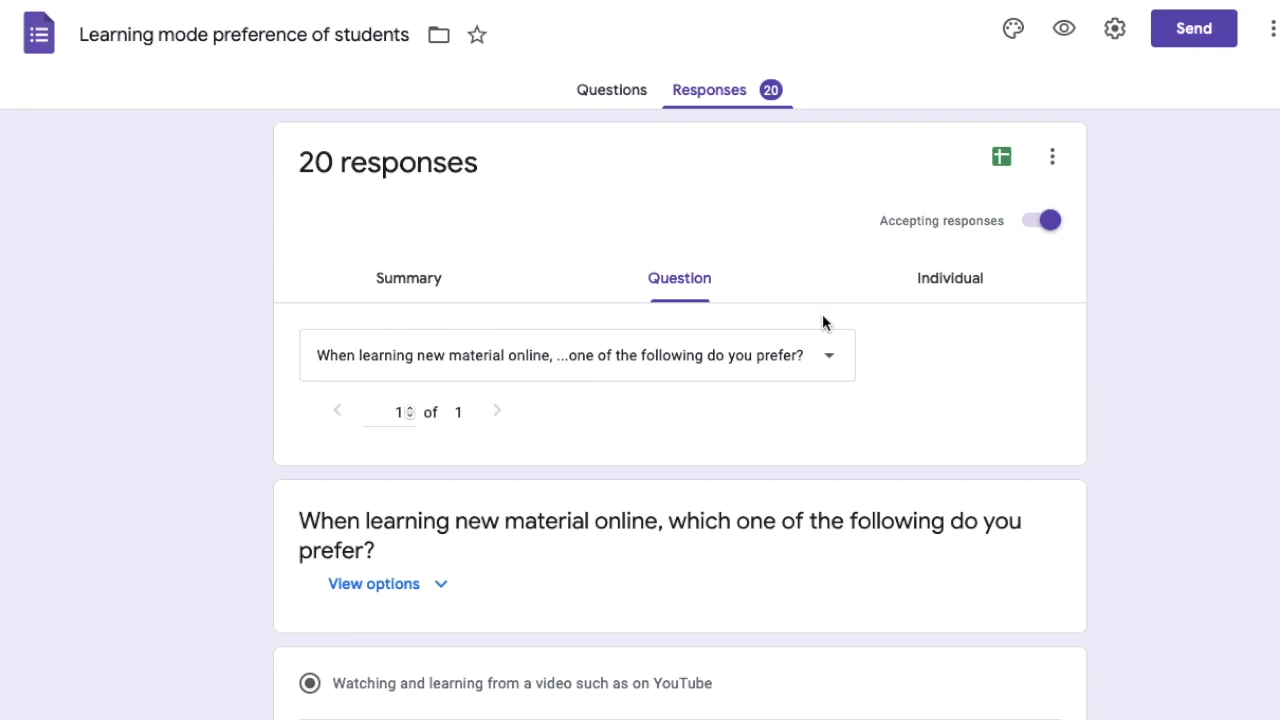 Learning mode preference of students
Send
Questions
Responses 20
20 responses
Accepting responses
Summary
Question
Individual
When learning new material online, ...one of the following do you prefer?
1 of 1
When learning new material online, which one of the following do you
prefer?
View options
Watching and learning from a video such as on YouTube